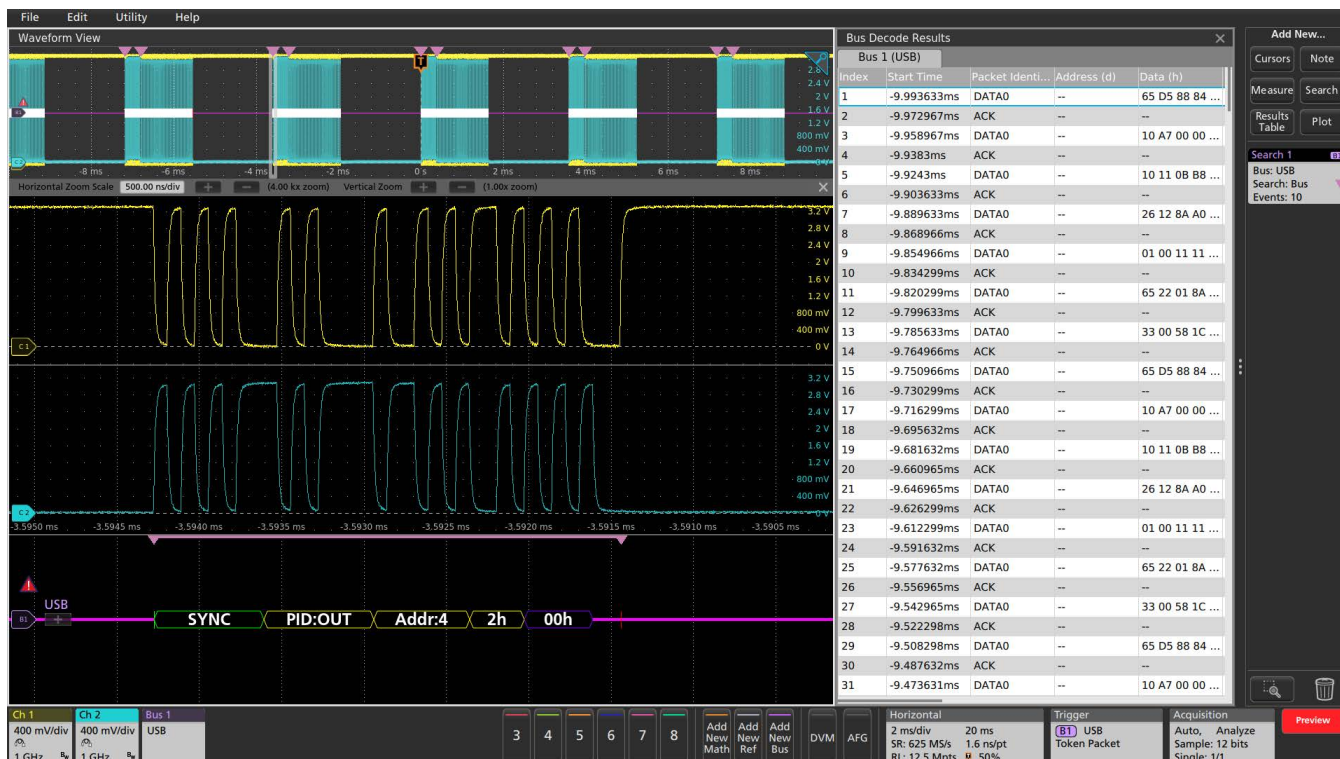 File Edit Utility Help
Waveform View
2.8
2.4 V
2 V
1.6 V
1.2 V
800 mV
400 mV
0 V
-8 ms -6 ms -4 ms -2 ms 0 s 2 ms 4 ms 6 ms 8 ms
T
B1
C2
Horizontal Zoom Scale 500.00 ns/div + − (4.00 kx zoom) Vertical Zoom + − (1.00x zoom) ×
3.2 V
2.8 V
2.4 V
2 V
1.6 V
1.2 V
800 mV
400 mV
C1 0 V
3.2 V
2.8 V
2.4 V
2 V
1.6 V
1.2 V
800 mV
400 mV
C2 0 V
-3.5950 ms -3.5945 ms -3.5940 ms -3.5935 ms -3.5930 ms -3.5925 ms -3.5920 ms -3.5915 ms -3.5910 ms -3.5905 ms
USB
B1 + SYNC PID:OUT Addr:4 2h 00h
Bus Decode Results ×
Bus 1 (USB)
Index Start Time Packet Identi... Address (d) Data (h)
1 -9.993633ms DATA0 -- 65 D5 88 84 ...
2 -9.972967ms ACK -- --
3 -9.958967ms DATA0 -- 10 A7 00 00 ...
4 -9.9383ms ACK -- --
5 -9.9243ms DATA0 -- 10 11 0B B8 ...
6 -9.903633ms ACK -- --
7 -9.889633ms DATA0 -- 26 12 8A A0 ...
8 -9.868966ms ACK -- --
9 -9.854966ms DATA0 -- 01 00 11 11 ...
10 -9.834299ms ACK -- --
11 -9.820299ms DATA0 -- 65 22 01 8A ...
12 -9.799633ms ACK -- --
13 -9.785633ms DATA0 -- 33 00 58 1C ...
14 -9.764966ms ACK -- --
15 -9.750966ms DATA0 -- 65 D5 88 84 ...
16 -9.730299ms ACK -- --
17 -9.716299ms DATA0 -- 10 A7 00 00 ...
18 -9.695632ms ACK -- --
19 -9.681632ms DATA0 -- 10 11 0B B8 ...
20 -9.660965ms ACK -- --
21 -9.646965ms DATA0 -- 26 12 8A A0 ...
22 -9.626299ms ACK -- --
23 -9.612299ms DATA0 -- 01 00 11 11 ...
24 -9.591632ms ACK -- --
25 -9.577632ms DATA0 -- 65 22 01 8A ...
26 -9.556965ms ACK -- --
27 -9.542965ms DATA0 -- 33 00 58 1C ...
28 -9.522298ms ACK -- --
29 -9.508298ms DATA0 -- 65 D5 88 84 ...
30 -9.487632ms ACK -- --
31 -9.473631ms DATA0 -- 10 A7 00 00 ...
Add New...
Cursors Note
Measure Search
Results Table Plot
Search 1 B1
Bus: USB
Search: Bus
Events: 10
Ch 1
400 mV/div
1 GHz
Ch 2
400 mV/div
1 GHz
Bus 1
USB
3 4 5 6 7 8
Add New Math
Add New Ref
Add New Bus
DVM AFG
Horizontal
2 ms/div 20 ms
SR: 625 MS/s 1.6 ns/pt
RL: 12.5 Mpts 50%
Trigger
B1 USB
Token Packet
Acquisition
Auto, Analyze
Sample: 12 bits
Single: 1/1
Preview